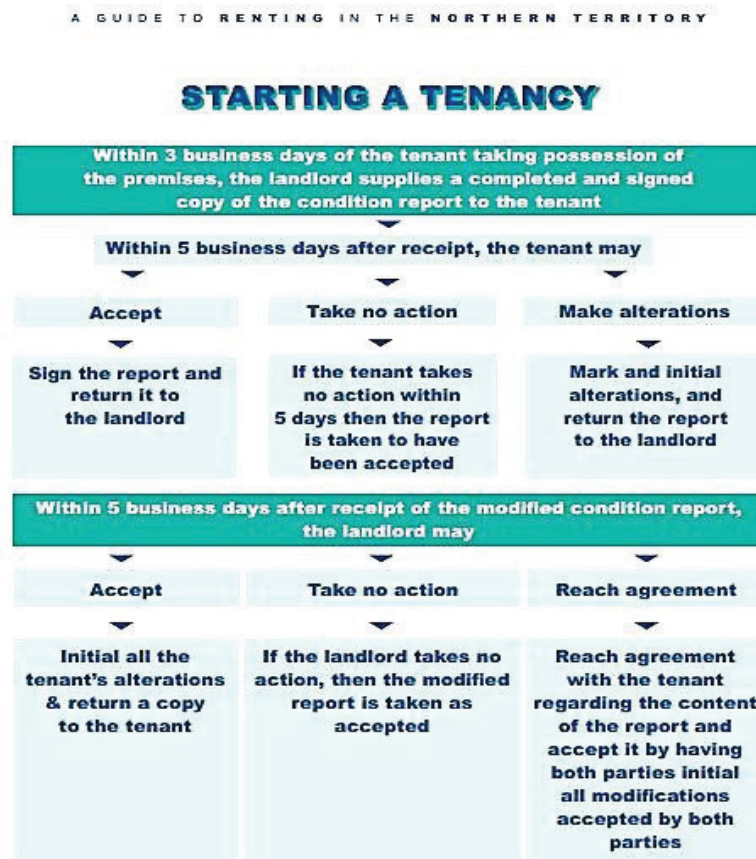 A GUIDE TO RENTING IN THE NORTHERN TERRITORY
STARTING A TENANCY
Within 3 business days of the tenant taking possession of
the premises, the landlord supplies a completed and signed
copy of the condition report to the tenant
Within 5 business days after receipt, the tenant may
Accept
Sign the report and
return it to
the landlord
Take no action
If the tenant takes
no action within
5 days then the report
is taken to have
been accepted
Make alterations
Mark and initial
alterations, and
return the report
to the landlord
Within 5 business days after receipt of the modified condition report,
the landlord may
Accept
Initial all the
tenant's alterations
& return a copy
to the tenant
Take no action
If the landlord takes no
action, then the modified
report is taken as
accepted
Reach agreement
Reach agreement
with the tenant
regarding the content
of the report and
accept it by having
both parties initial
all modifications
accepted by both
parties